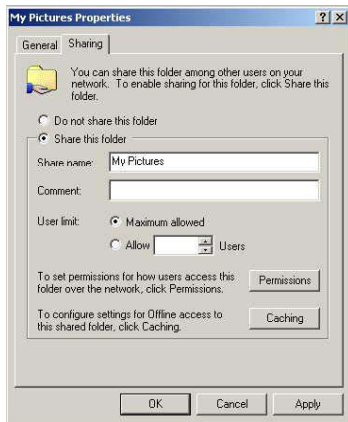 My Pictures Properties
General Sharing
You can share this folder among other users on your
network. To enable sharing for this folder, click Share this
folder.
Do not share this folder
Share this folder
Share name: My Pictures
Comment:
User limit: Maximum allowed
Allow Users
To set permissions for how users access this
folder over the network, click Permissions.
Permissions
To configure settings for Offline access to
this shared folder, click Caching.
Caching
OK Cancel Apply